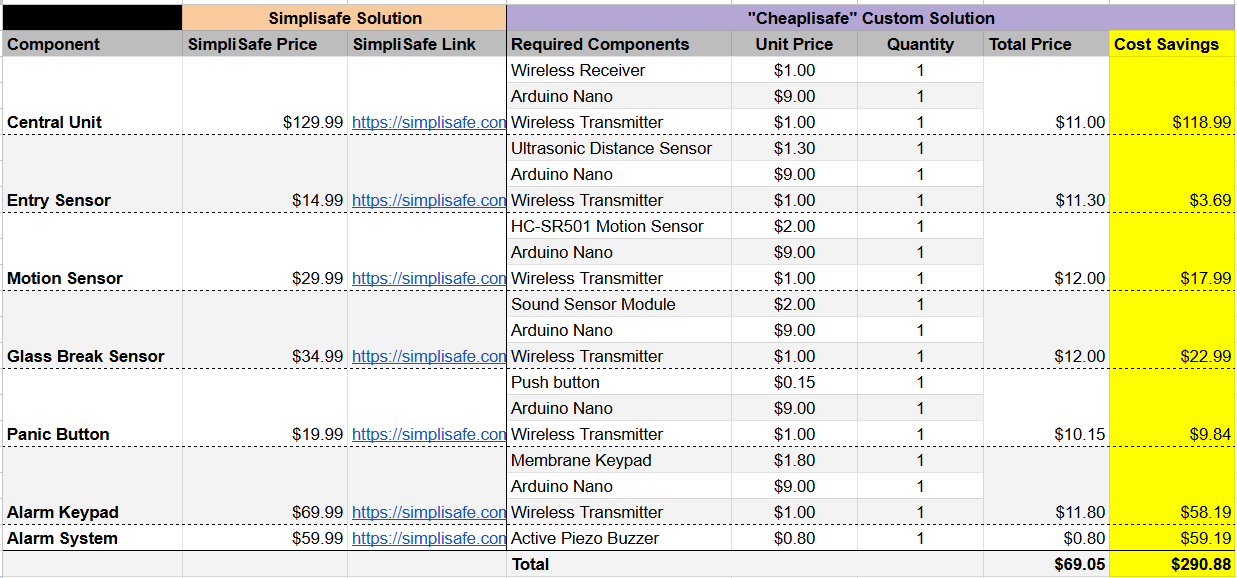 Simplisafe Solution "Cheaplisafe" Custom Solution
Component SimpliSafe Price SimpliSafe Link Required Components Unit Price Quantity Total Price Cost Savings
Wireless Receiver $1.00 1
Arduino Nano $9.00 1
Central Unit $129.99 https://simplisafe.con Wireless Transmitter $1.00 1 $11.00 $118.99
Ultrasonic Distance Sensor $1.30 1
Arduino Nano $9.00 1
Entry Sensor $14.99 https://simplisafe.con Wireless Transmitter $1.00 1 $11.30 $3.69
HC-SR501 Motion Sensor $2.00 1
Arduino Nano $9.00 1
Motion Sensor $29.99 https://simplisafe.con Wireless Transmitter $1.00 1 $12.00 $17.99
Sound Sensor Module $2.00 1
Arduino Nano $9.00 1
Glass Break Sensor $34.99 https://simplisafe.con Wireless Transmitter $1.00 1 $12.00 $22.99
Push button $0.15 1
Arduino Nano $9.00 1
Panic Button $19.99 https://simplisafe.con Wireless Transmitter $1.00 1 $10.15 $9.84
Membrane Keypad $1.80 1
Arduino Nano $9.00 1
Alarm Keypad $69.99 https://simplisafe.con Wireless Transmitter $1.00 1 $11.80 $58.19
Alarm System $59.99 https://simplisafe.con Active Piezo Buzzer $0.80 1 $0.80 $59.19
Total $69.05 $290.88